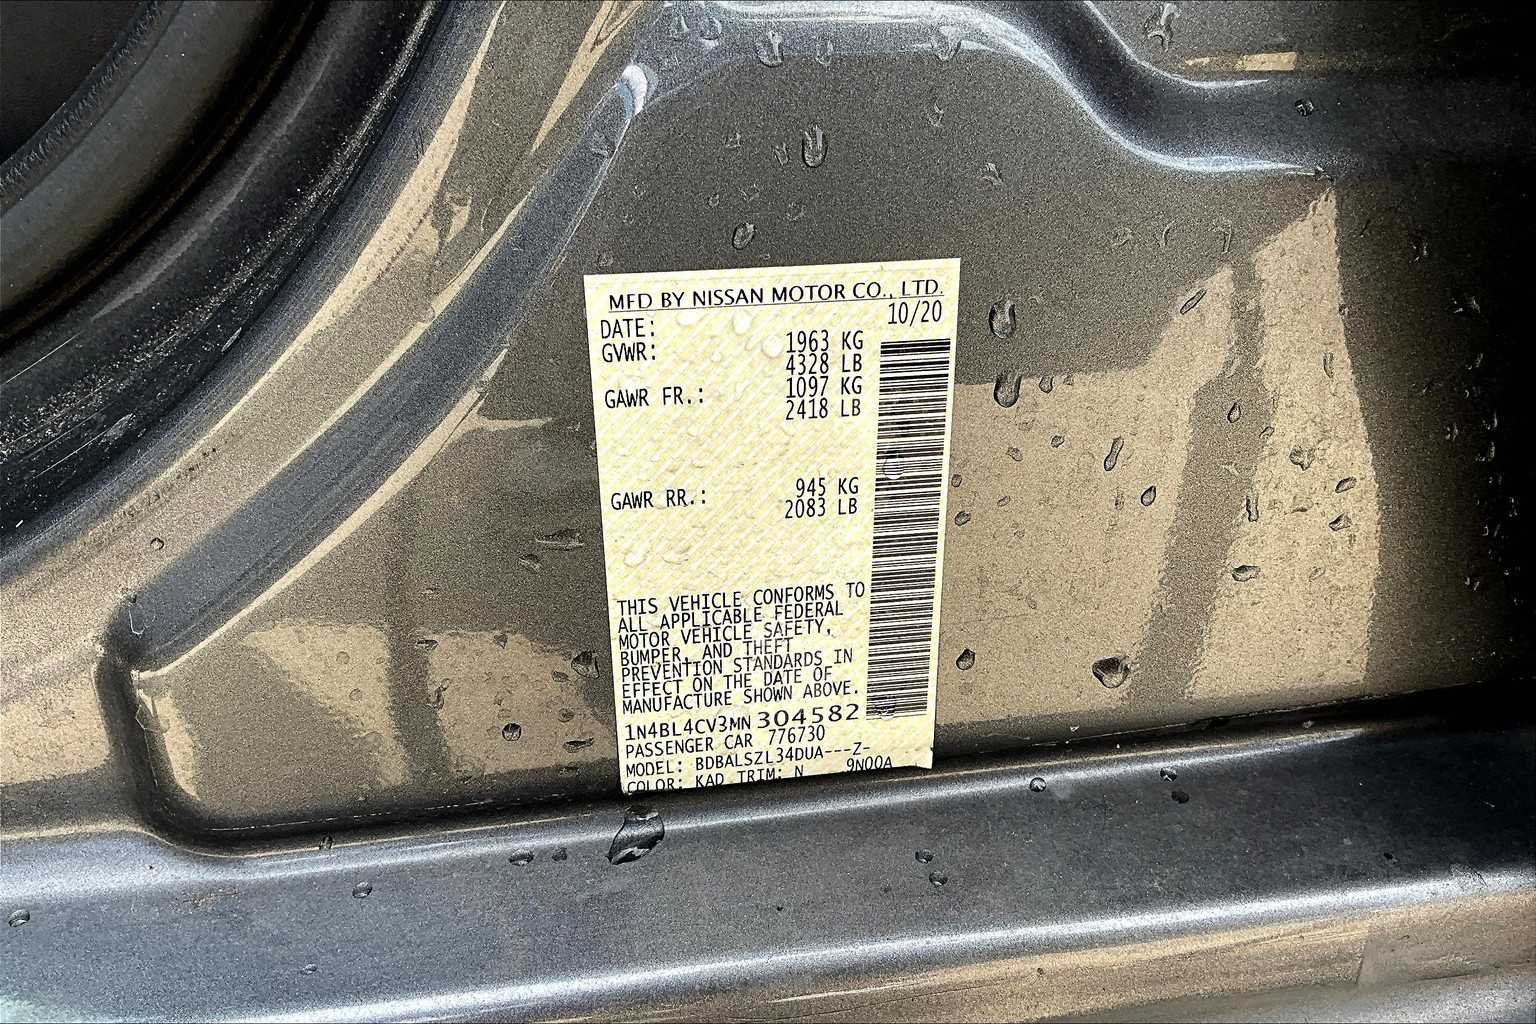 MFD BY NISSAN MOTOR CO., LTD.
DATE: 10/20
GVWR: 1963 KG
4328 LB
GAWR FR.: 1097 KG
2418 LB
GAWR RR.: 945 KG
2083 LB
THIS VEHICLE CONFORMS TO
ALL APPLICABLE FEDERAL
MOTOR VEHICLE SAFETY,
BUMPER, AND THEFT
PREVENTION STANDARDS IN
EFFECT ON THE DATE OF
MANUFACTURE SHOWN ABOVE.
1N4BL4CV3MN304582
PASSENGER CAR 776730
MODEL: BDBALSZL34DUA---Z-
COLOR: KAD TRIM: N 9N00A